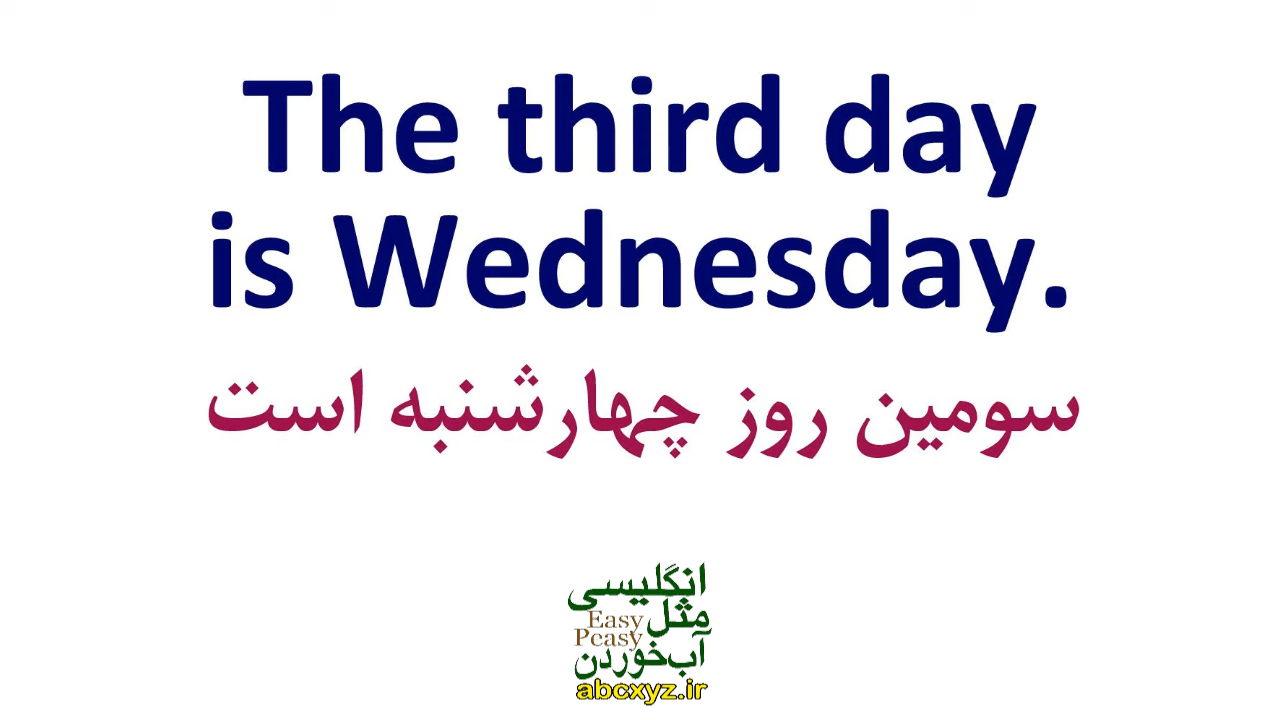 The third day
is Wednesday.
سومین روز چهارشنبه است
انگلیسی
مثل
Easy
Peasy
آب‌خوردن
abcxyz.ir